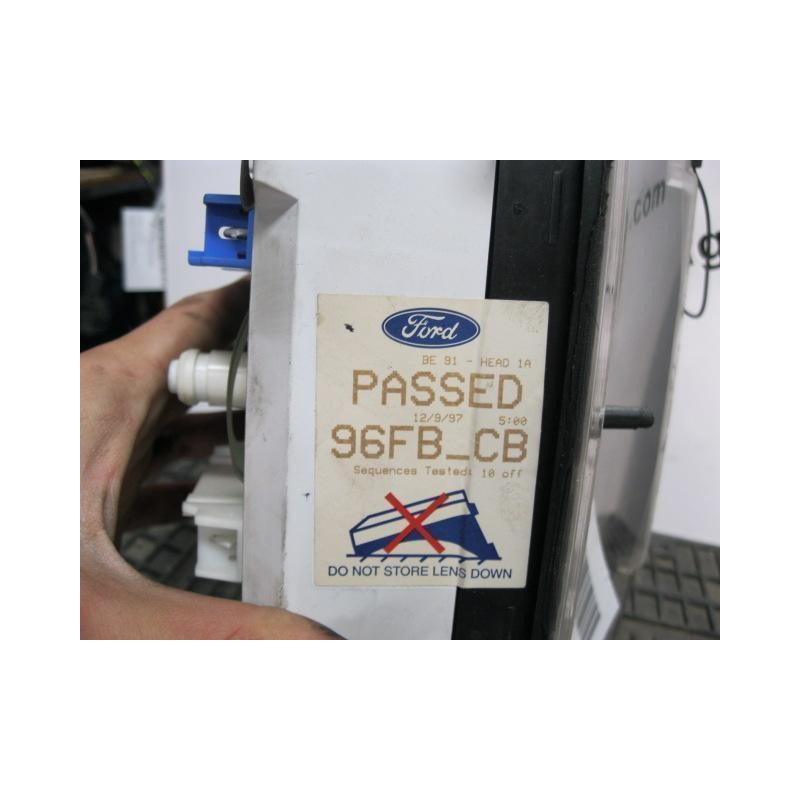 Ford
BE 91 - HEAD 1A
PASSED
12/9/97 5:00
96FB_CB
Sequences Tested: 10 off
DO NOT STORE LENS DOWN
.com